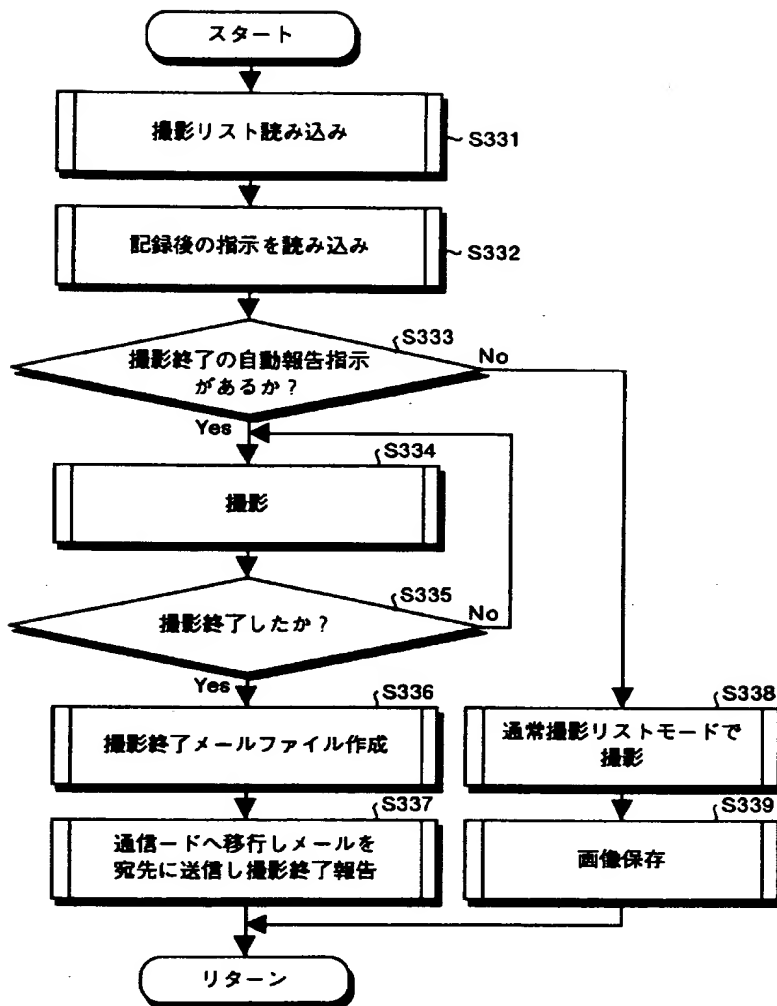 スタート
撮影リスト読み込み
S331
記録後の指示を読み込み
S332
S333
撮影終了の自動報告指示
があるか？
No
Yes
S334
撮影
S335
撮影終了したか？
No
Yes
S336
撮影終了メールファイル作成
S338
通常撮影リストモードで
撮影
S337
通信ードへ移行しメールを
宛先に送信し撮影終了報告
S339
画像保存
リターン